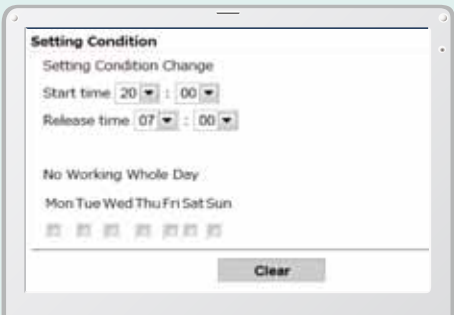 Setting Condition
Setting Condition Change
Start time 20 : 00
Release time 07 : 00
No Working Whole Day
Mon Tue Wed Thu Fri Sat Sun
Clear